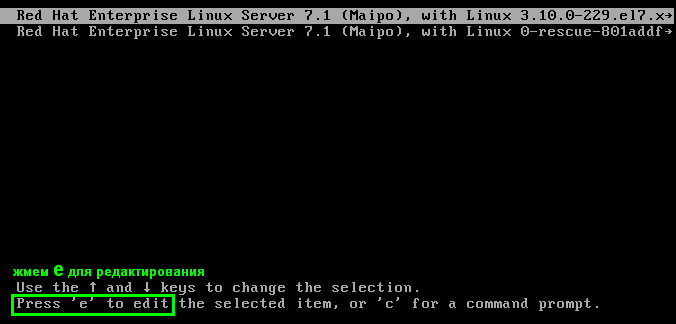 Red Hat Enterprise Linux Server 7.1 (Maipo), with Linux 3.10.0-229.el7.x→
Red Hat Enterprise Linux Server 7.1 (Maipo), with Linux 0-rescue-801addf→
жмем e для редактирования
Use the ↑ and ↓ keys to change the selection.
Press 'e' to edit the selected item, or 'c' for a command prompt.